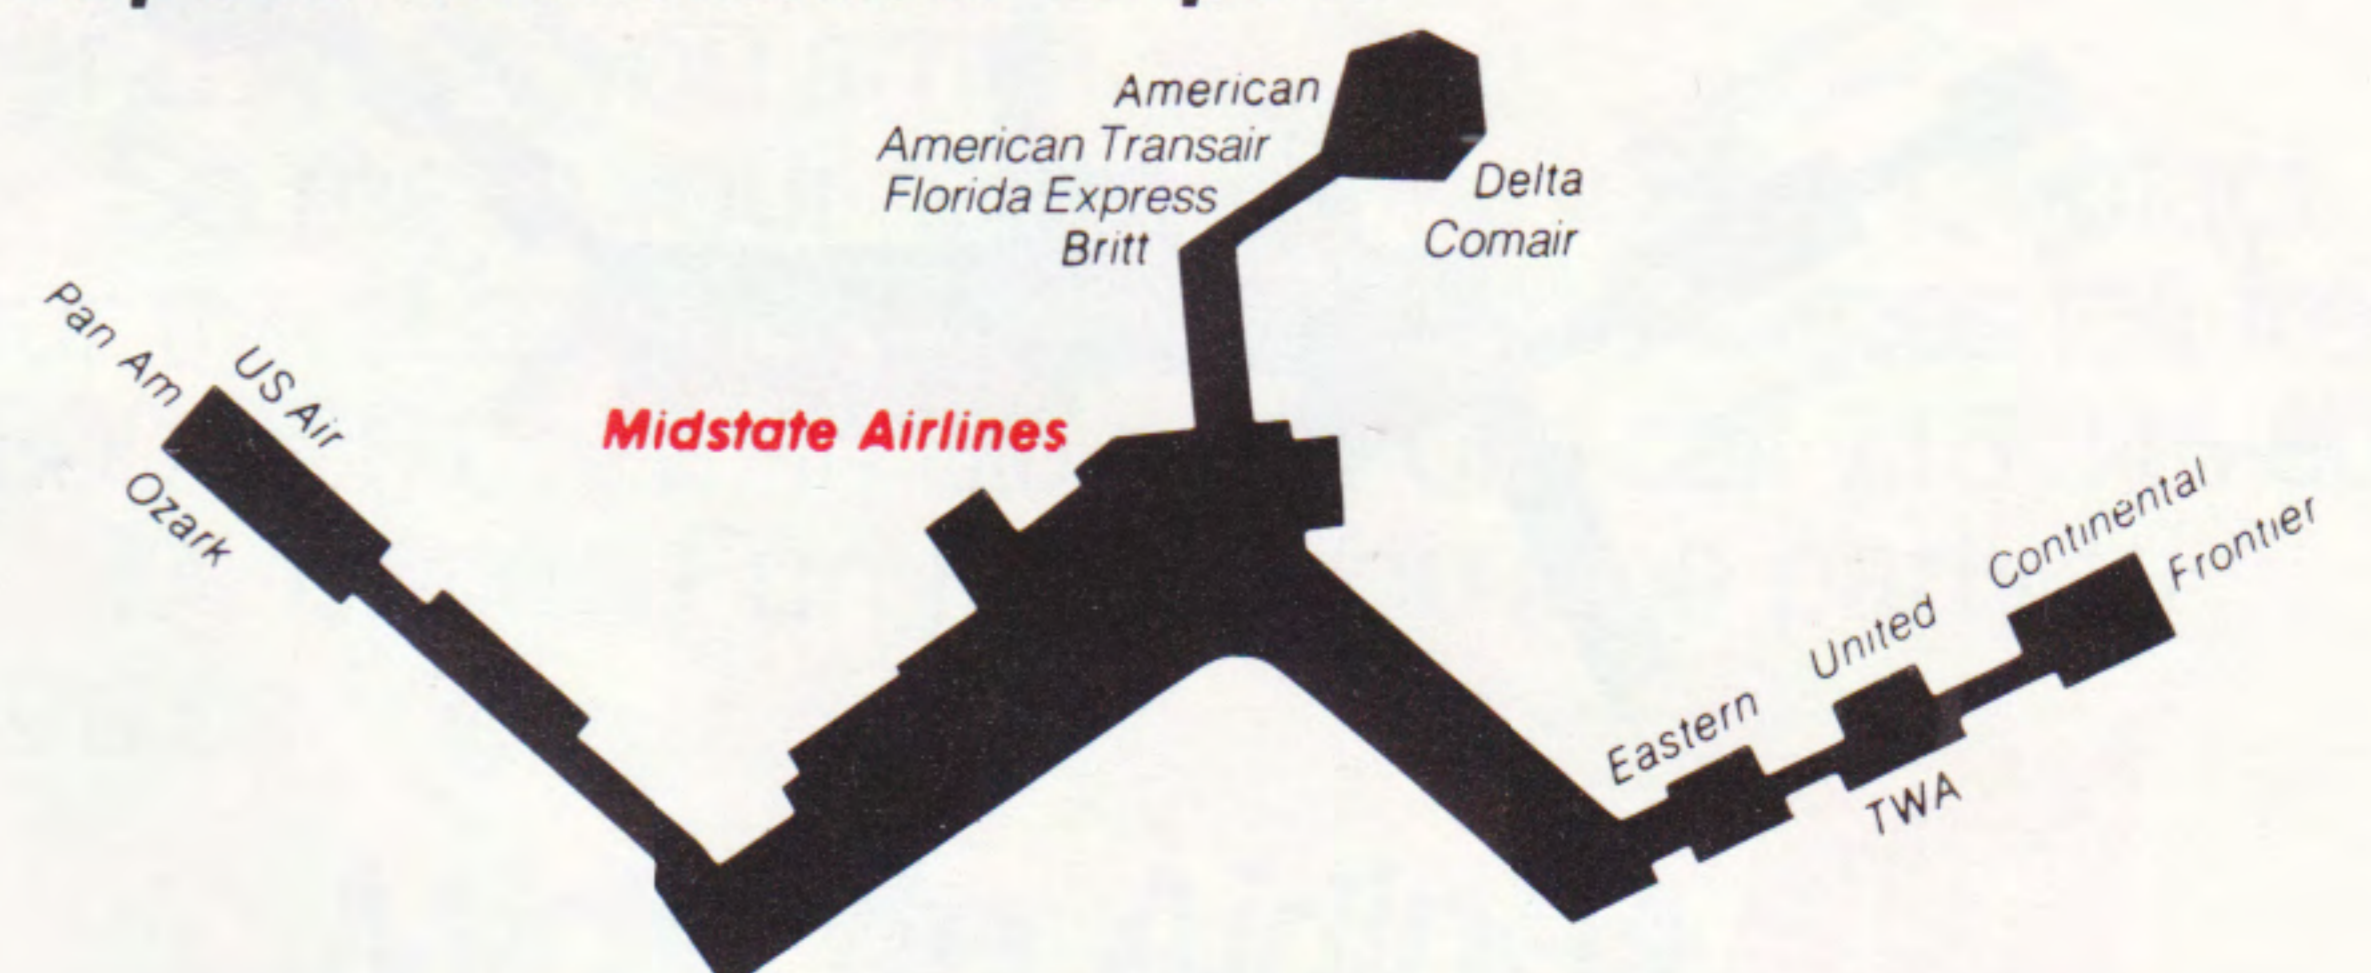 American
American Transair
Florida Express
Britt
Delta
Comair
Pan Am
US Air
Ozark
Midstate Airlines
Continental
Frontier
United
Eastern
TWA